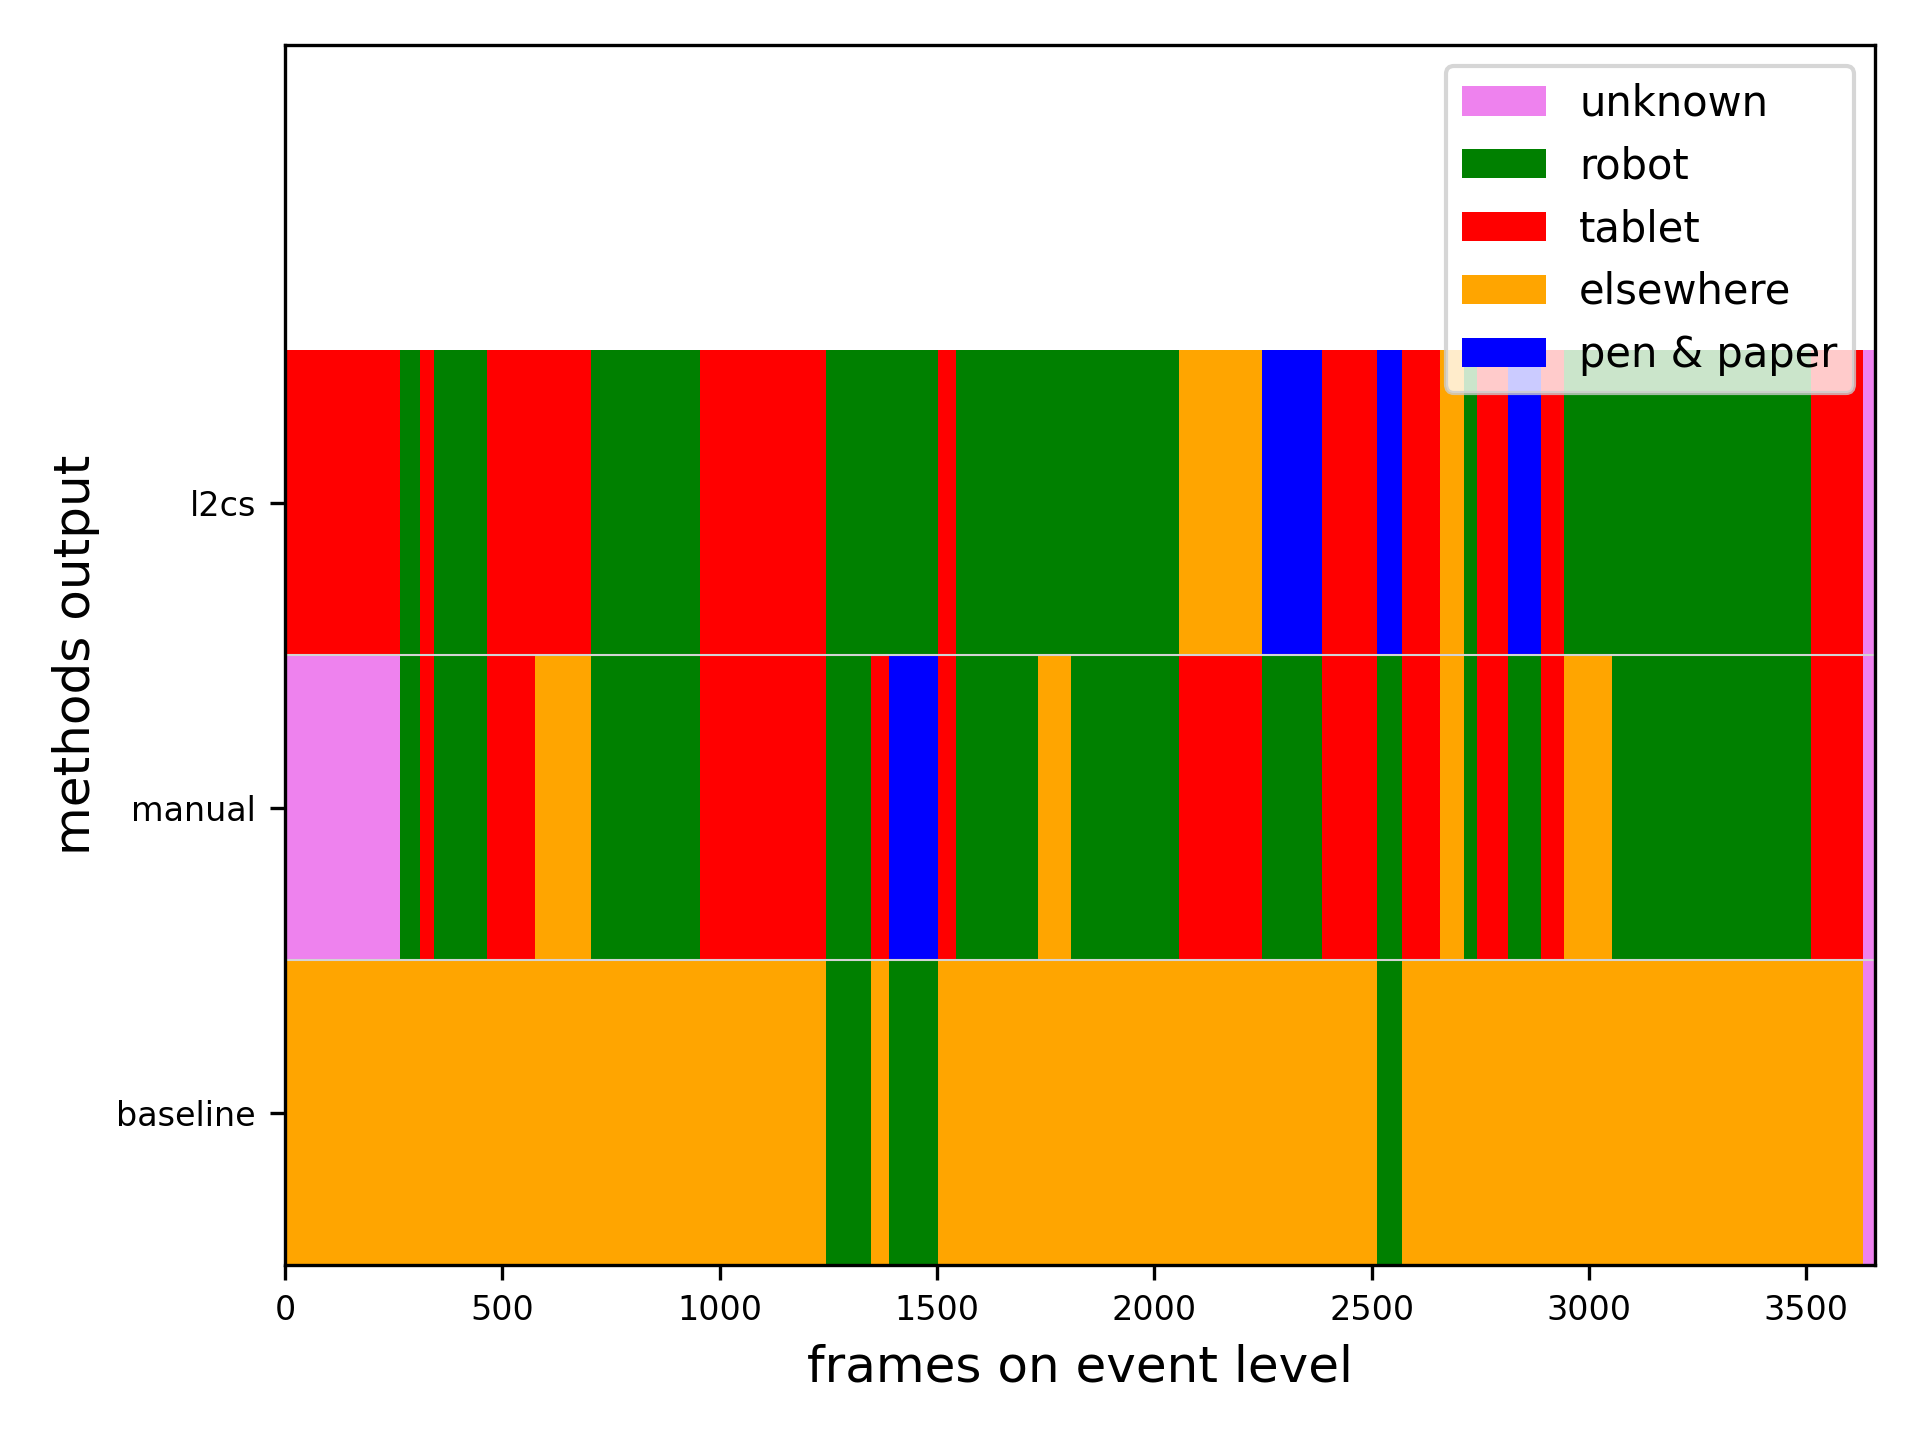 unknown
robot
tablet
elsewhere
pen & paper
methods output
l2cs
manual
baseline
0 500 1000 1500 2000 2500 3000 3500
frames on event level